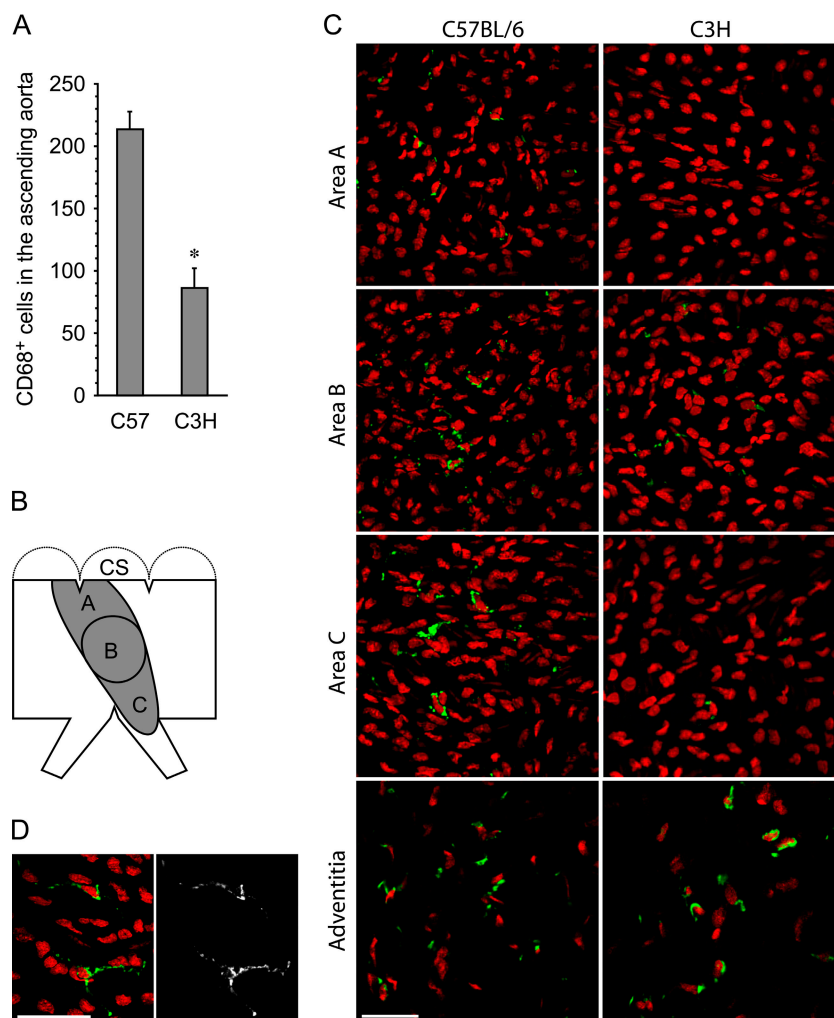 A
CD68+ cells in the ascending aorta
250
200
150
100
50
0
*
C57 C3H
B
CS
A
B
C
D
C
C57BL/6 C3H
Area A
Area B
Area C
Adventitia